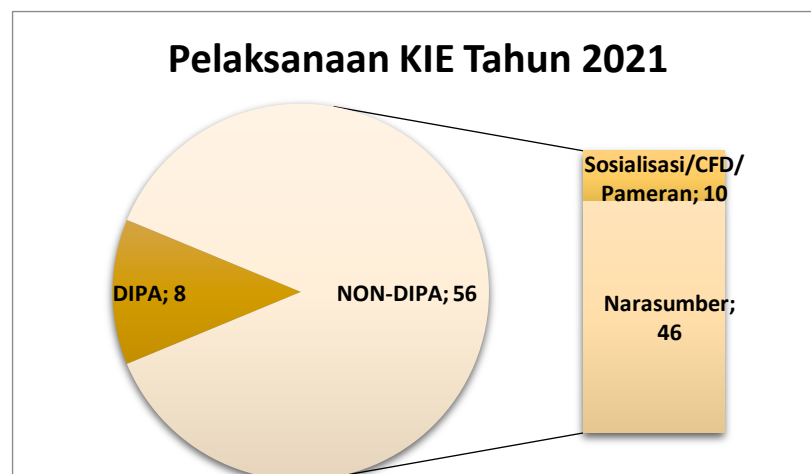 Pelaksanaan KIE Tahun 2021
DIPA; 8
NON-DIPA; 56
Sosialisasi/CFD/
Pameran; 10
Narasumber;
46